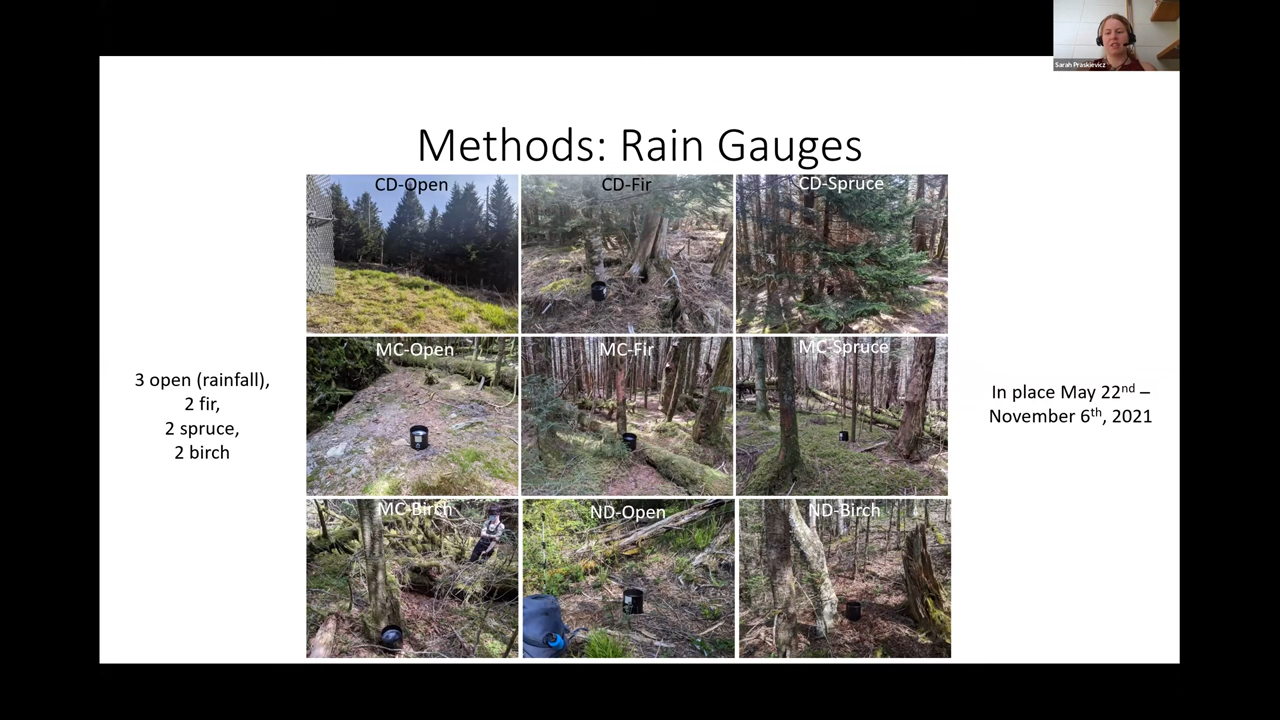 Sarah Praskievicz
Methods: Rain Gauges
CD-Open
CD-Fir
CD-Spruce
MC-Open
MC-Fir
MC-Spruce
MC-Birch
ND-Open
ND-Birch
3 open (rainfall),
2 fir,
2 spruce,
2 birch
In place May 22nd –
November 6th, 2021